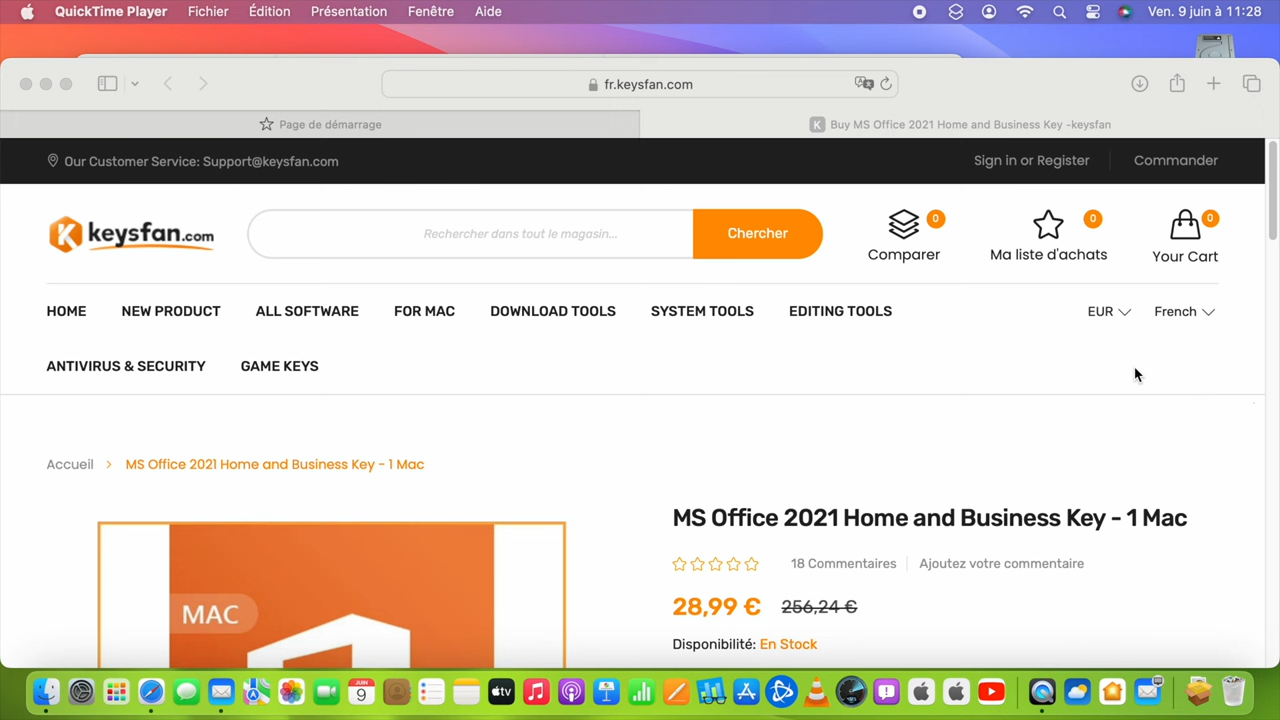 QuickTime Player Fichier Édition Présentation Fenêtre Aide Ven. 9 juin à 11:28
fr.keysfan.com
Page de démarrage
K Buy MS Office 2021 Home and Business Key -keysfan
Our Customer Service: Support@keysfan.com Sign in or Register Commander
keysfan.com
Rechercher dans tout le magasin...
Chercher
0 0 0
Comparer Ma liste d'achats Your Cart
HOME NEW PRODUCT ALL SOFTWARE FOR MAC DOWNLOAD TOOLS SYSTEM TOOLS EDITING TOOLS EUR French
ANTIVIRUS & SECURITY GAME KEYS
Accueil > MS Office 2021 Home and Business Key - 1 Mac
MS Office 2021 Home and Business Key - 1 Mac
18 Commentaires Ajoutez votre commentaire
28,99 € 256,24 €
MAC
Disponibilité: En Stock
JUIN
9
tv